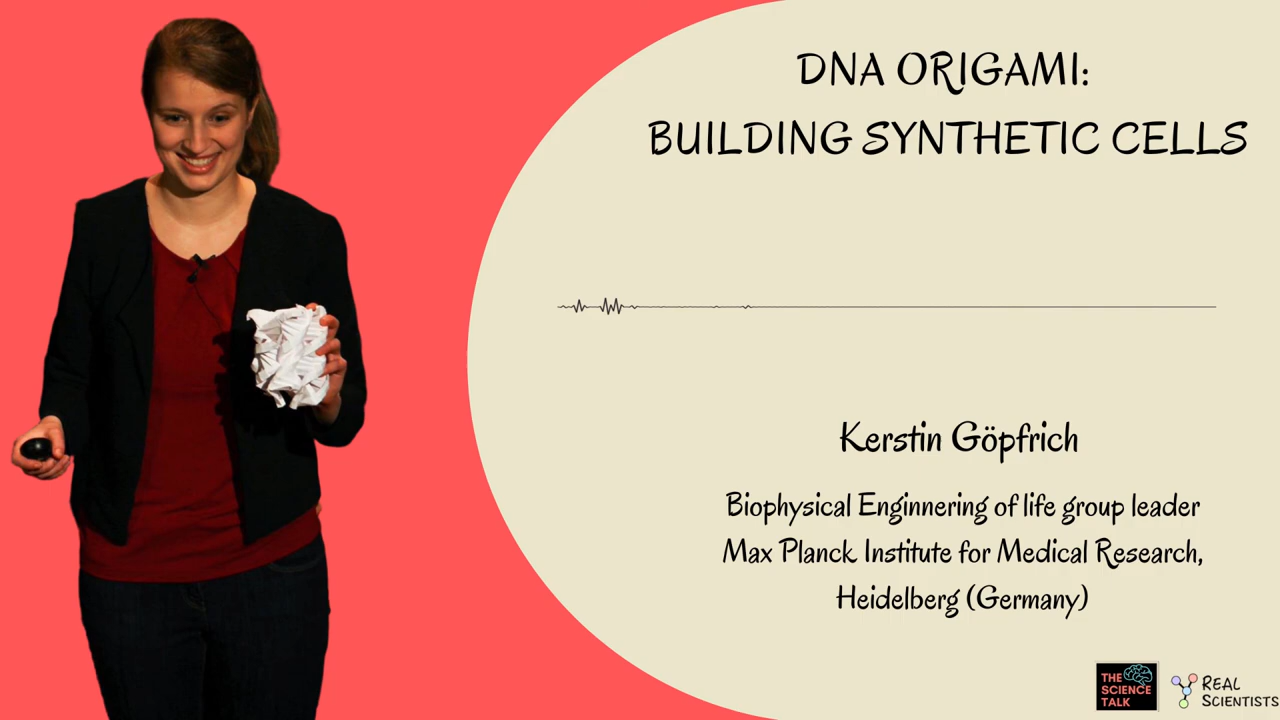 DNA ORIGAMI:
BUILDING SYNTHETIC CELLS
Kerstin Göpfrich
Biophysical Enginnering of life group leader
Max Planck Institute for Medical Research,
Heidelberg (Germany)
THE
SCIENCE
TALK
REAL
SCIENTISTS